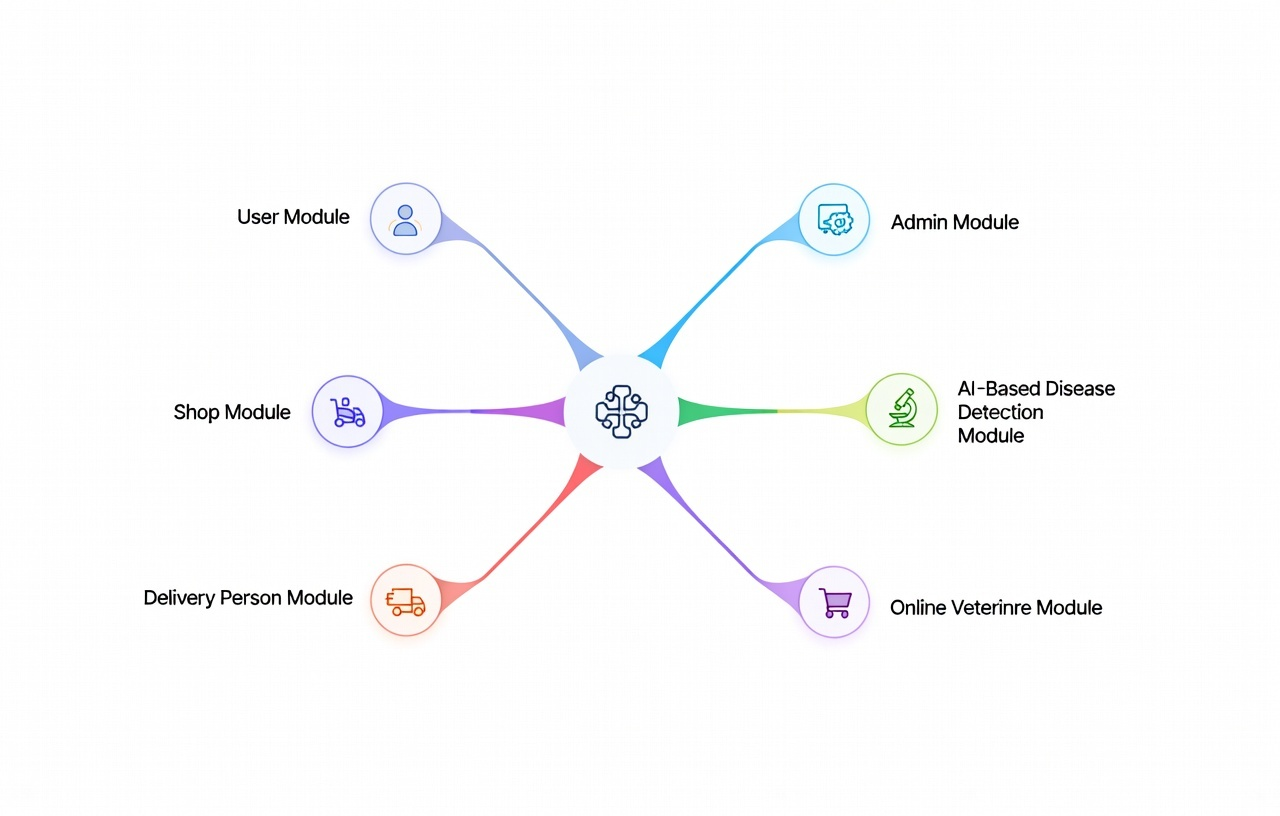 User Module
Admin Module
Shop Module
AI-Based Disease
Detection
Module
Delivery Person Module
Online Veterinre Module